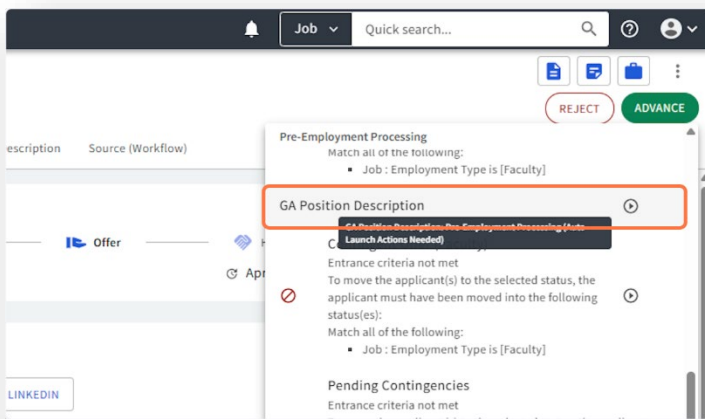 Job
Quick search...
REJECT
ADVANCE
escription
Source (Workflow)
Pre-Employment Processing
Match all of the following:
Job : Employment Type is [Faculty]
GA Position Description
GA Position Description: Pre-Employment Processing (Auto
Launch Actions Needed)
Offer
Apr
Entrance criteria not met
To move the applicant(s) to the selected status, the
applicant must have been moved into the following
status(es):
Match all of the following:
Job : Employment Type is [Faculty]
LINKEDIN
Pending Contingencies
Entrance criteria not met